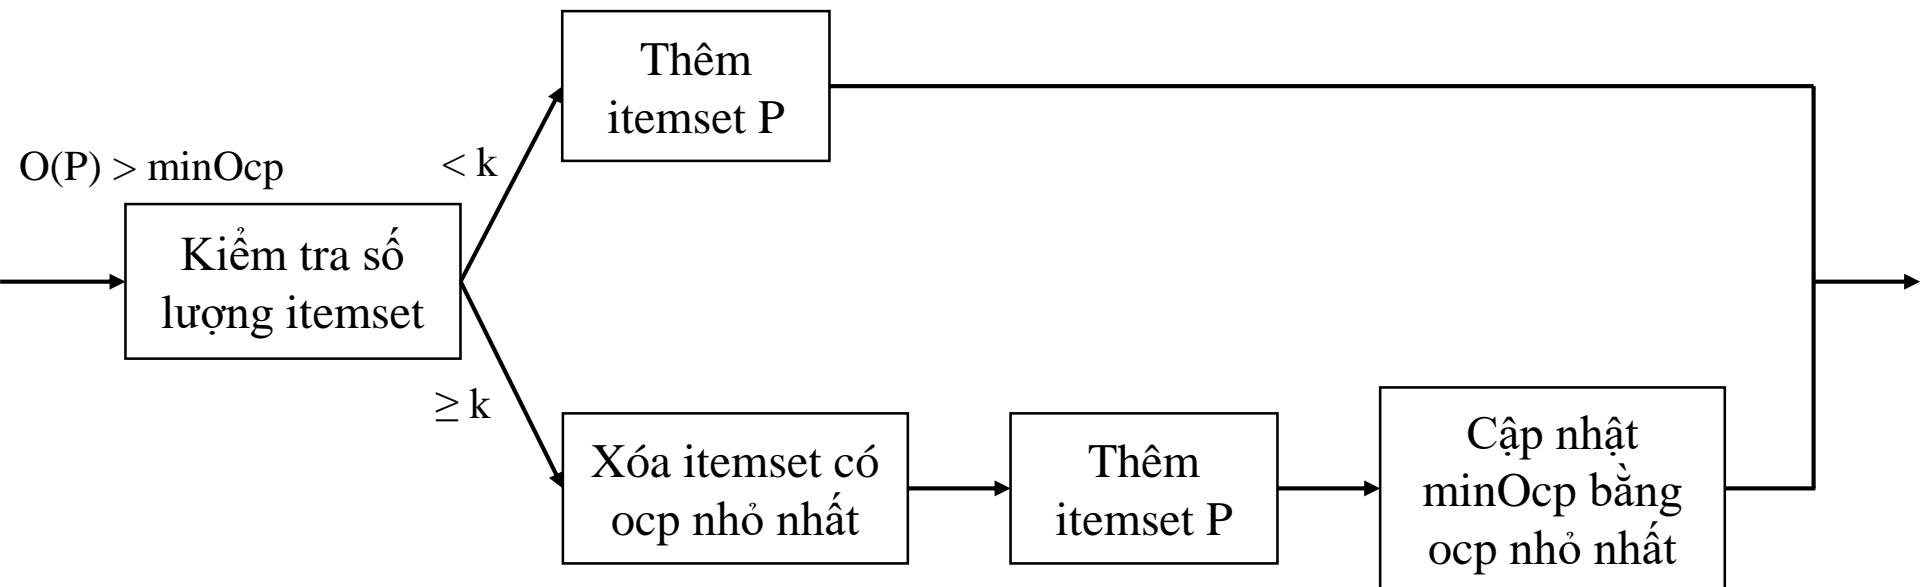 Thêm
itemset P
O(P) > minOcp
< k
Kiểm tra số
lượng itemset
≥ k
Xóa itemset có
ocp nhỏ nhất
Thêm
itemset P
Cập nhật
minOcp bằng
ocp nhỏ nhất